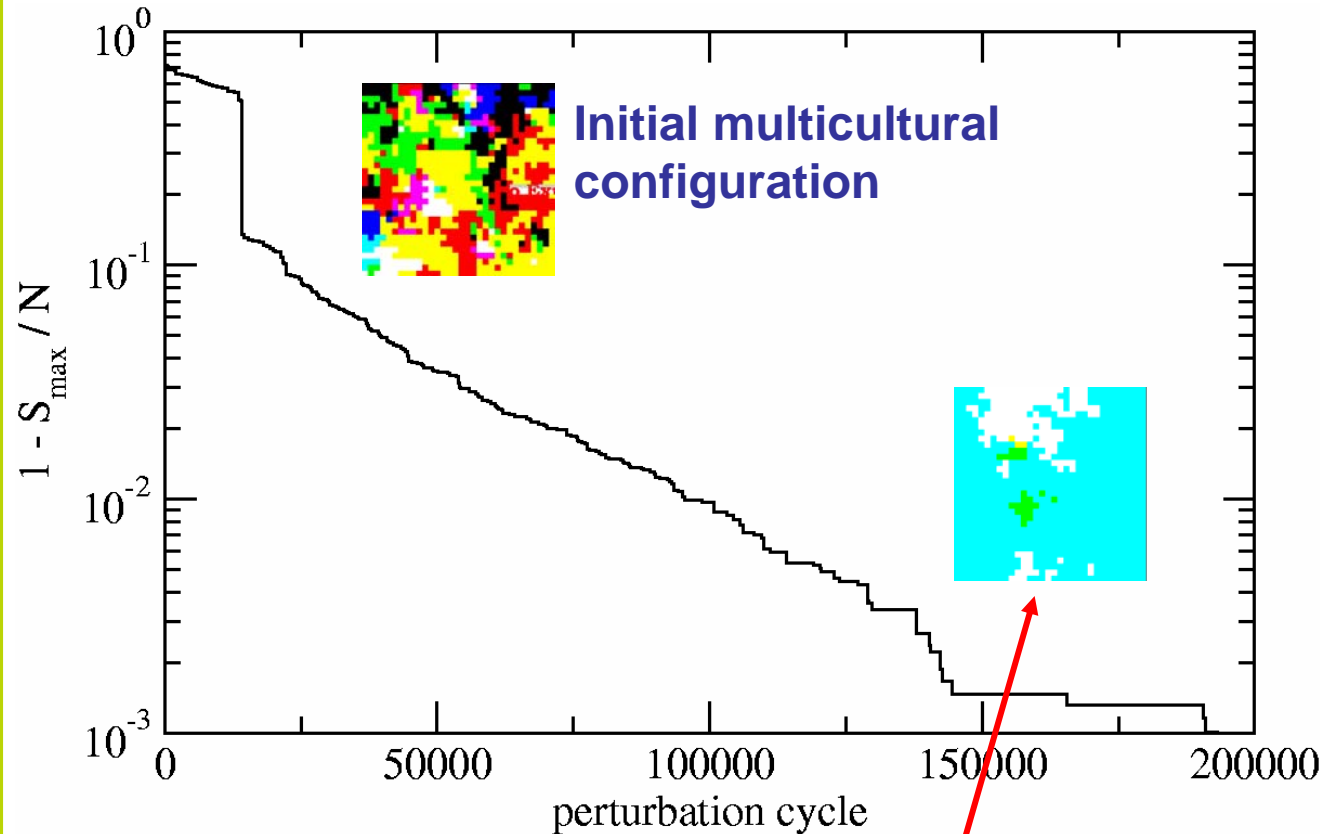 10^0
10^-1
10^-2
10^-3
1 - S_max / N
Initial multicultural
configuration
0 50000 100000 150000 200000
perturbation cycle